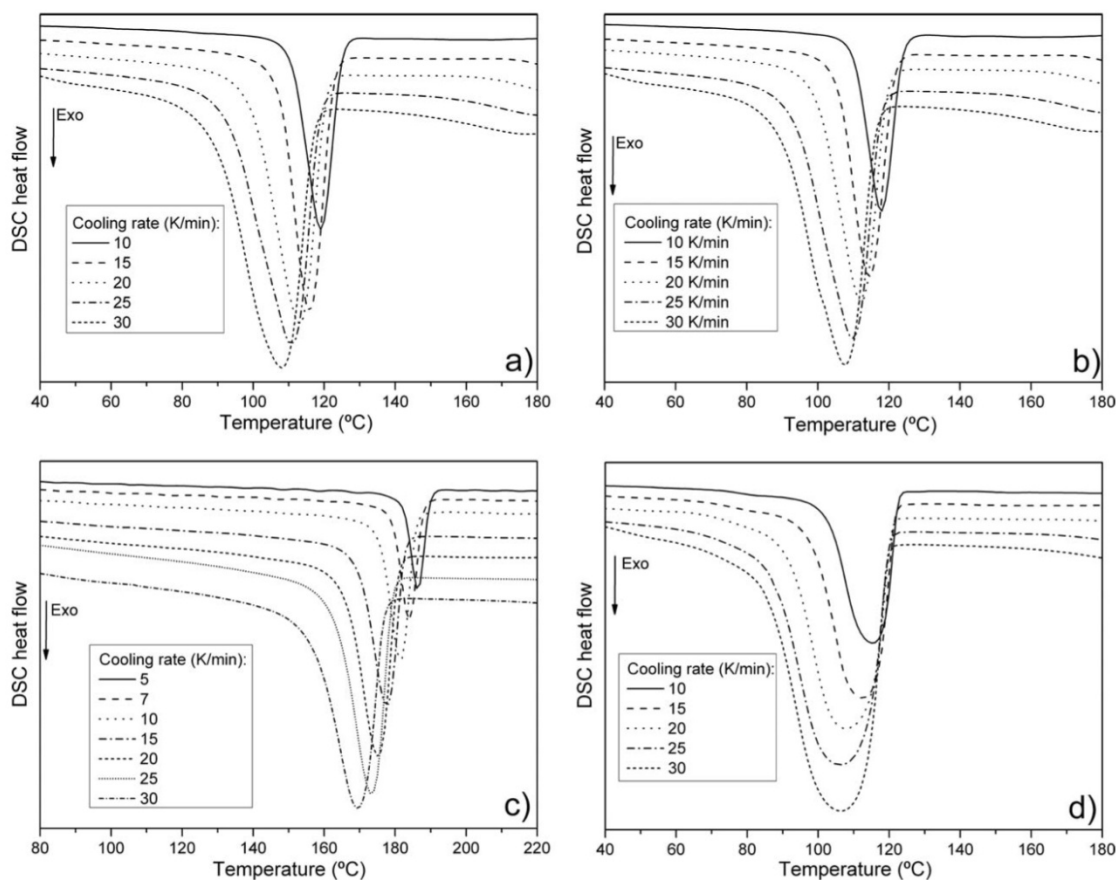 DSC heat flow
Exo
Cooling rate (K/min):
10
15
20
25
30
a)
40 60 80 100 120 140 160 180
Temperature (ºC)
DSC heat flow
Exo
Cooling rate (K/min):
10 K/min
15 K/min
20 K/min
25 K/min
30 K/min
b)
40 60 80 100 120 140 160 180
Temperature (ºC)
DSC heat flow
Exo
Cooling rate (K/min):
5
7
10
15
20
25
30
c)
80 100 120 140 160 180 200 220
Temperature (ºC)
DSC heat flow
Exo
Cooling rate (K/min):
10
15
20
25
30
d)
40 60 80 100 120 140 160 180
Temperature (ºC)